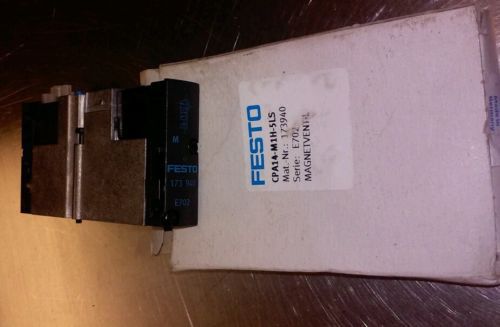 FESTO
CPA14-M1H-5LS
Mat. Nr.: 173940
Serie: E702
MAGNETVENTIL
M
FESTO
173 940
E702